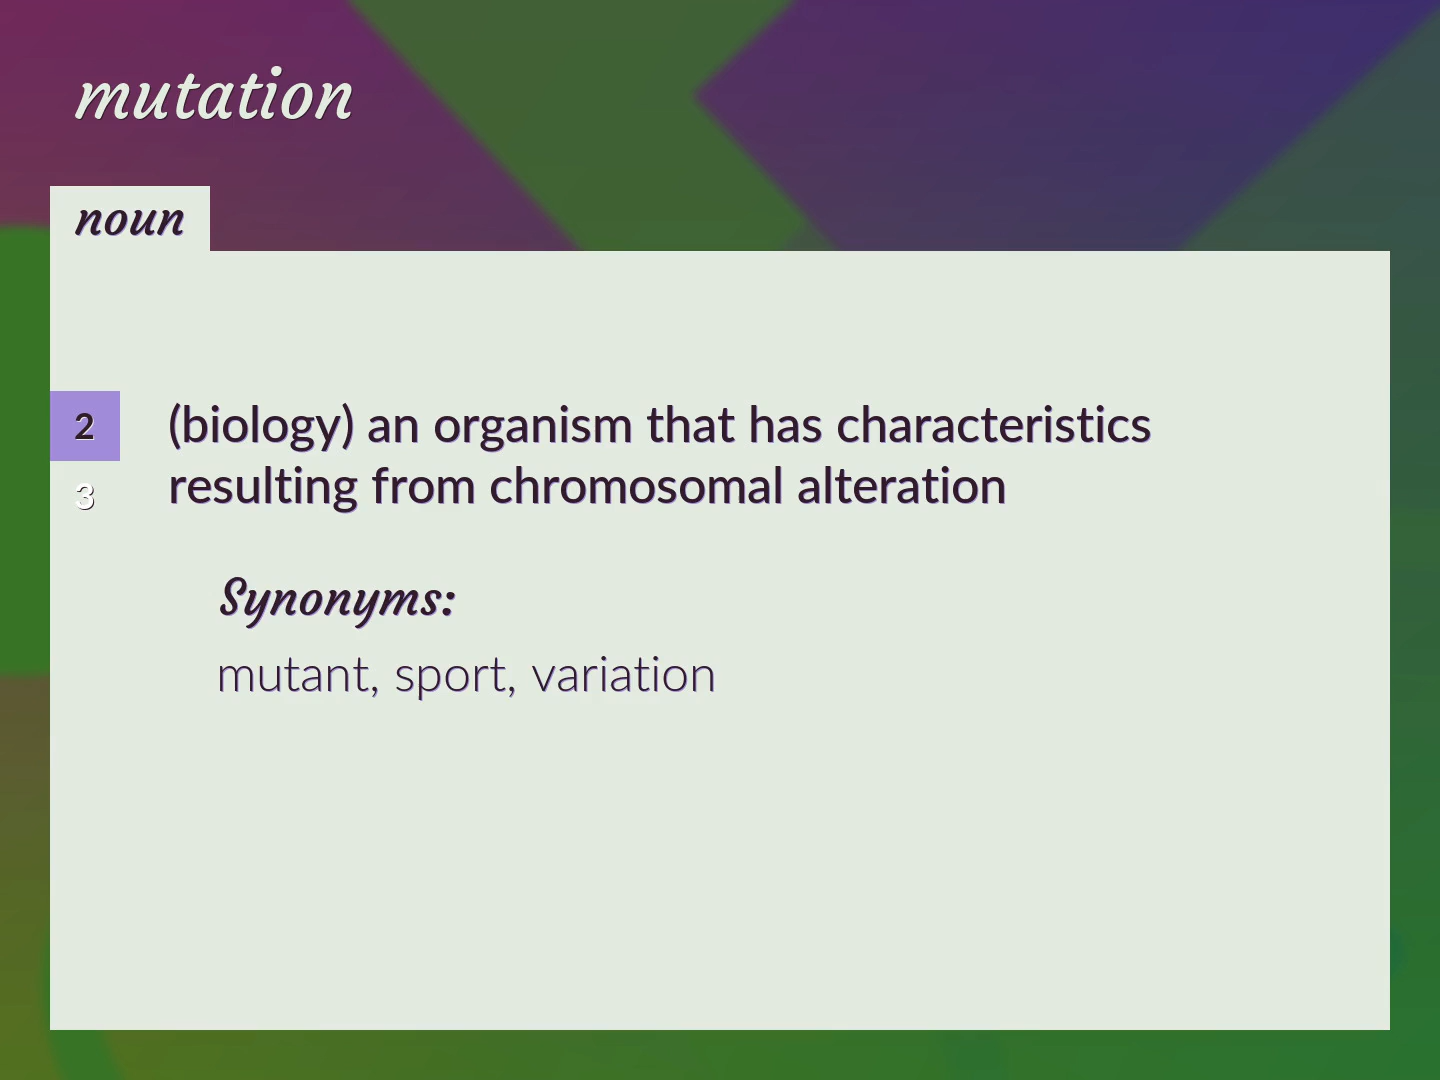 mutation
noun
2
(biology) an organism that has characteristics
resulting from chromosomal alteration
3
Synonyms:
mutant, sport, variation